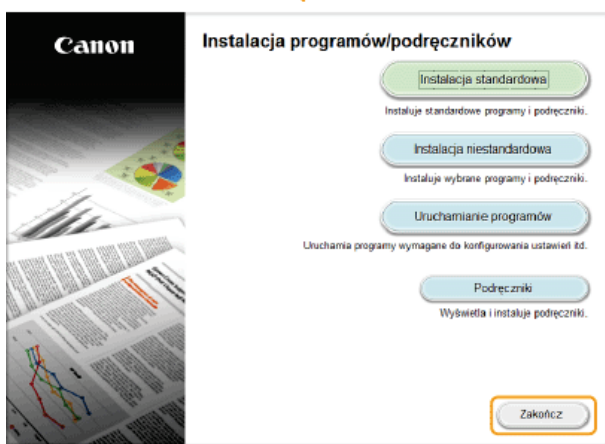 Canon
Instalacja programów/podręczników
Instalacja standardowa
Instaluje standardowe programy i podręczniki.
Instalacja niestandardowa
Instaluje wybrane programy i podręczniki.
Uruchamianie programów
Uruchamia programy wymagane do konfigurowania ustawień itd.
Podręczniki
Wyświetla i instaluje podręczniki.
Zakończ